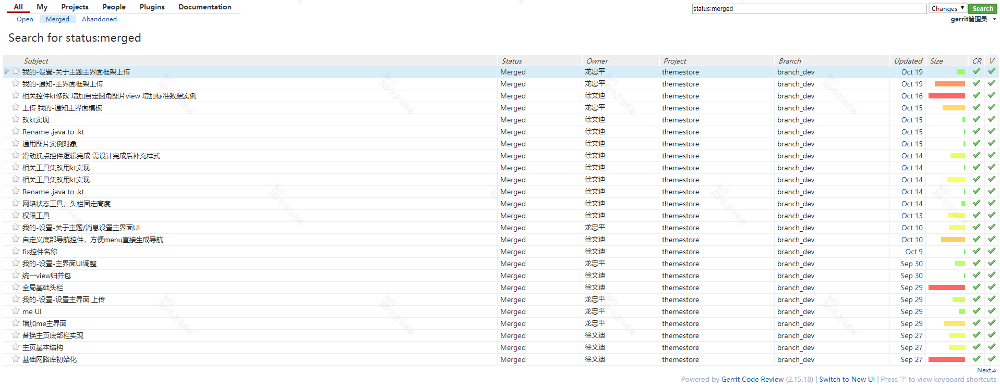 All My Projects People Plugins Documentation
status:merged Changes ▼ Search
Open Merged Abandoned
gerrit管理员
Search for status:merged
Subject Status Owner Project Branch Updated Size CR V
我的-设置-关于主题主界面框架上传 Merged 龙忠平 themestore branch_dev Oct 19
我的-通知-主界面框架上传 Merged 龙忠平 themestore branch_dev Oct 19
相关控件kt修改 增加自定圆角图片view 增加标准数据实例 Merged 徐文迪 themestore branch_dev Oct 16
上传 我的-通知主界面模板 Merged 龙忠平 themestore branch_dev Oct 15
改kt实现 Merged 徐文迪 themestore branch_dev Oct 15
Rename .java to .kt Merged 徐文迪 themestore branch_dev Oct 15
通用图片实例对象 Merged 徐文迪 themestore branch_dev Oct 15
滑动换点控件逻辑完成 需设计完成后补充样式 Merged 徐文迪 themestore branch_dev Oct 14
相关工具集改用kt实现 Merged 徐文迪 themestore branch_dev Oct 14
相关工具集改用kt实现 Merged 徐文迪 themestore branch_dev Oct 14
Rename .java to .kt Merged 徐文迪 themestore branch_dev Oct 14
网络状态工具，头栏固定高度 Merged 徐文迪 themestore branch_dev Oct 14
权限工具 Merged 徐文迪 themestore branch_dev Oct 13
我的-设置-关于主题/消息设置主界面UI Merged 龙忠平 themestore branch_dev Oct 10
自定义底部导航控件，方便menu直接生成导航 Merged 徐文迪 themestore branch_dev Oct 10
fix控件名称 Merged 徐文迪 themestore branch_dev Oct 9
我的-设置-主界面UI调整 Merged 龙忠平 themestore branch_dev Sep 30
统一view归并包 Merged 徐文迪 themestore branch_dev Sep 30
全局基础头栏 Merged 徐文迪 themestore branch_dev Sep 29
我的-设置-设置主界面 上传 Merged 龙忠平 themestore branch_dev Sep 29
me UI Merged 龙忠平 themestore branch_dev Sep 29
增加me主界面 Merged 龙忠平 themestore branch_dev Sep 29
替换主页底部栏实现 Merged 徐文迪 themestore branch_dev Sep 27
主页基本结构 Merged 徐文迪 themestore branch_dev Sep 27
基础网路库初始化 Merged 徐文迪 themestore branch_dev Sep 27
Next⇨
Powered by Gerrit Code Review (2.15.18) | Switch to New UI | Press '?' to view keyboard shortcuts